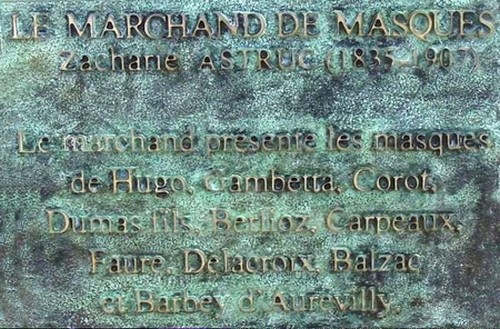 LE MARCHAND DE MASQUES
Zacharie ASTRUC (1835-1907)
Le marchand présente les masques
de Hugo, Gambetta, Corot,
Dumas fils, Berlioz, Carpeaux,
Faure, Delacroix, Balzac
et Barbey d'Aurevilly.